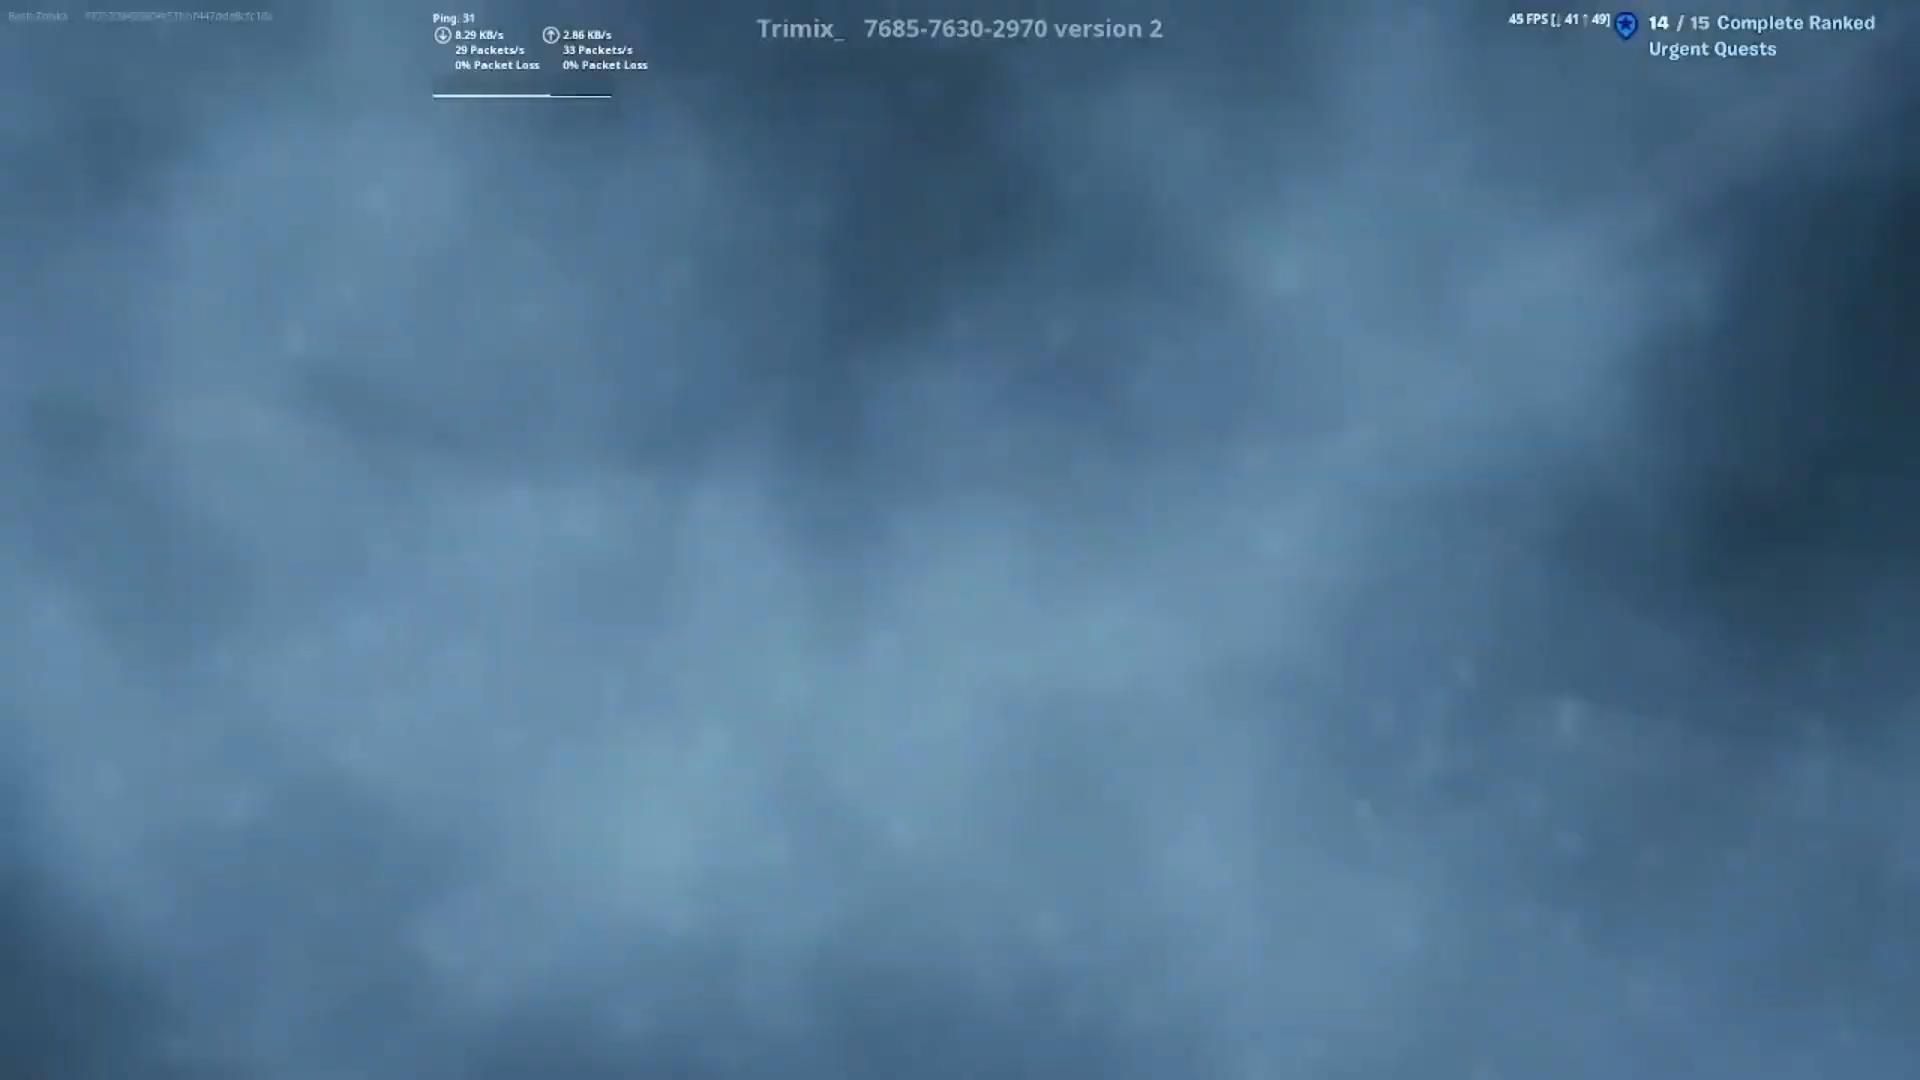 Ping: 31
8.29 KB/s 2.86 KB/s
29 Packets/s 33 Packets/s
0% Packet Loss 0% Packet Loss
Trimix_ 7685-7630-2970 version 2
45 FPS [↓ 41 ↑ 49]
14 / 15 Complete Ranked
Urgent Quests